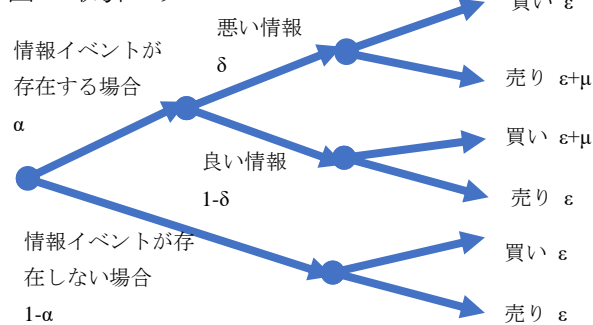 買い ε
悪い情報
δ
情報イベントが
存在する場合
α
売り ε+μ
買い ε+μ
良い情報
1-δ
売り ε
情報イベントが存
在しない場合
1-α
買い ε
売り ε